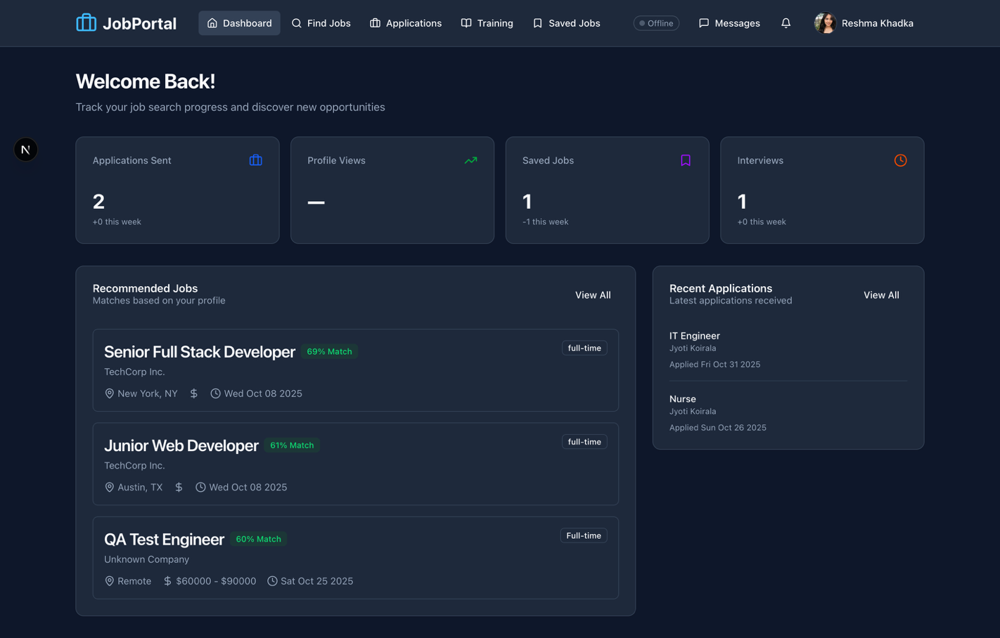 JobPortal
Dashboard
Find Jobs
Applications
Training
Saved Jobs
Offline
Messages
Reshma Khadka
Welcome Back!
Track your job search progress and discover new opportunities
N
Applications Sent
2
+0 this week
Profile Views
—
Saved Jobs
1
-1 this week
Interviews
1
+0 this week
Recommended Jobs
Matches based on your profile
View All
Senior Full Stack Developer 69% Match
full-time
TechCorp Inc.
New York, NY $ Wed Oct 08 2025
Junior Web Developer 61% Match
full-time
TechCorp Inc.
Austin, TX $ Wed Oct 08 2025
QA Test Engineer 60% Match
Full-time
Unknown Company
Remote $ $60000 - $90000 Sat Oct 25 2025
Recent Applications
Latest applications received
View All
IT Engineer
Jyoti Koirala
Applied Fri Oct 31 2025
Nurse
Jyoti Koirala
Applied Sun Oct 26 2025